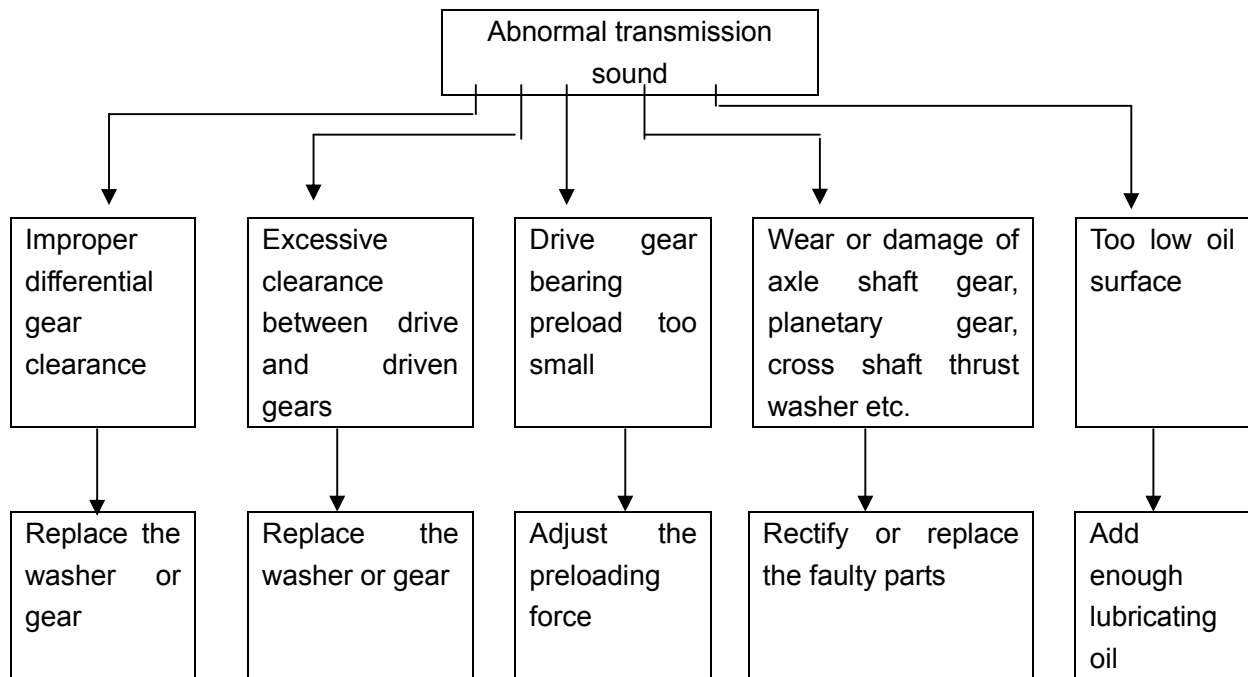 Abnormal transmission
sound
Improper
differential
gear
clearance
Excessive
clearance
between drive
and driven
gears
Drive gear
bearing
preload too
small
Wear or damage of
axle shaft gear,
planetary gear,
cross shaft thrust
washer etc.
Too low oil
surface
Replace the
washer or
gear
Replace the
washer or gear
Adjust the
preloading
force
Rectify or replace
the faulty parts
Add
enough
lubricating
oil